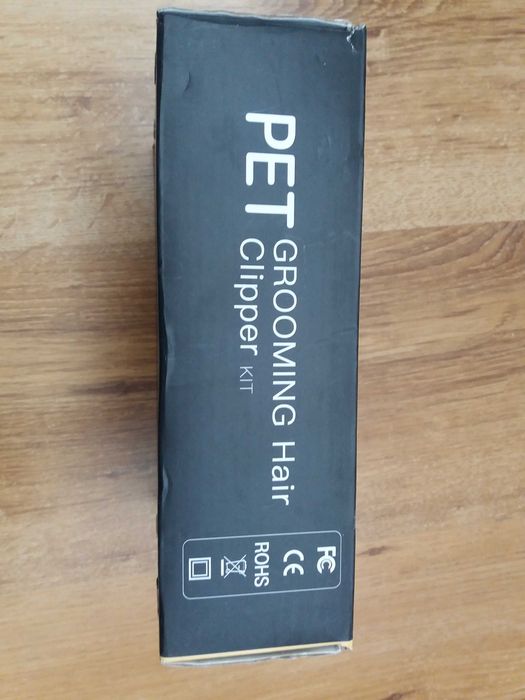 PET GROOMING Hair
Clipper KIT
FC
CE
ROHS